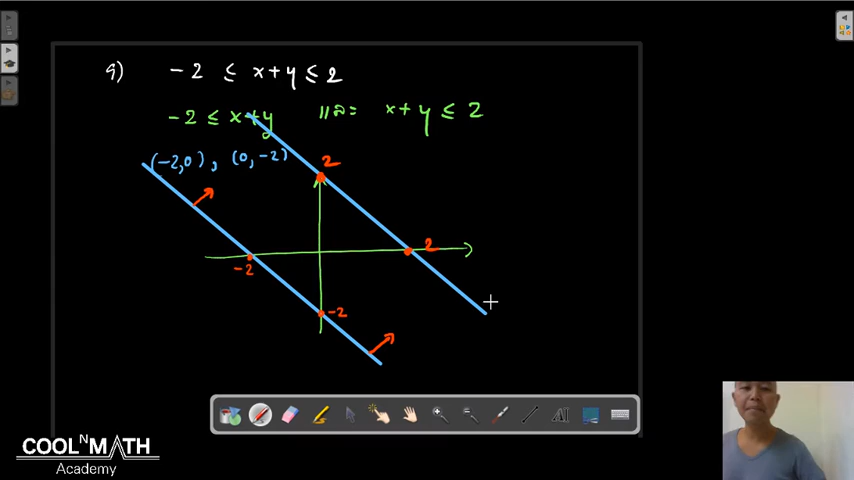 9) -2 ≤ x+y ≤ 2
-2 ≤ x+y และ x+y ≤ 2
(-2,0) , (0,-2)
2
2
-2
-2
AI
COOL N MATH
Academy